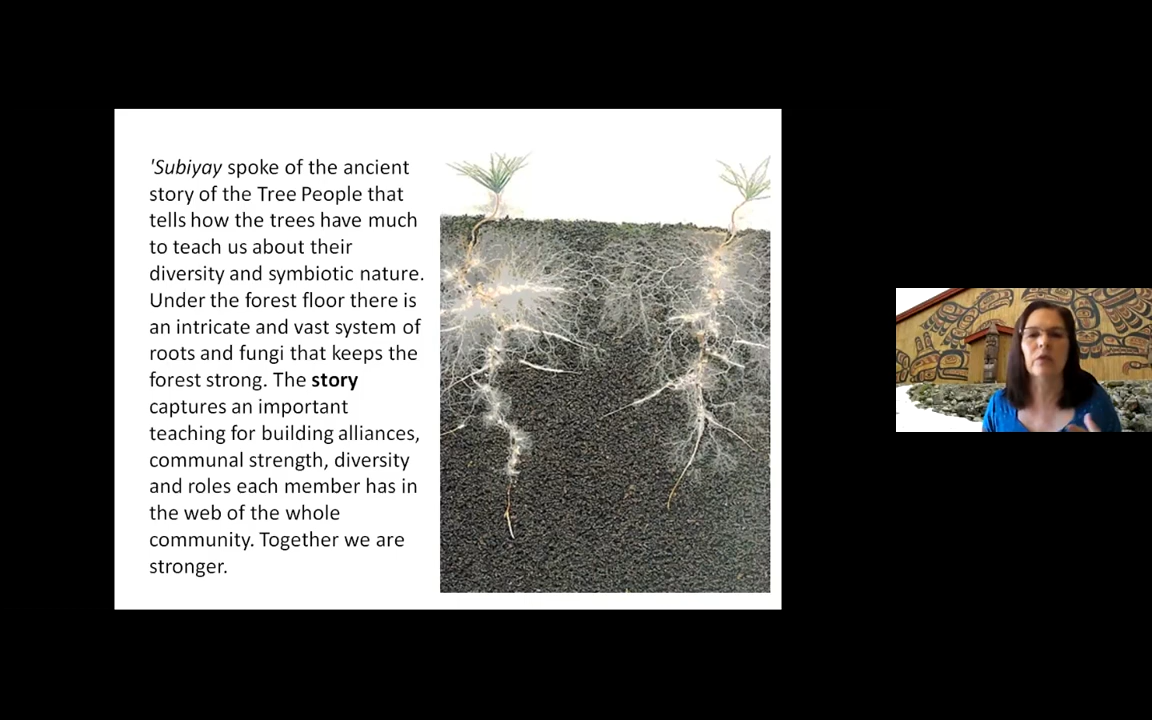 'Subiyay spoke of the ancient
story of the Tree People that
tells how the trees have much
to teach us about their
diversity and symbiotic nature.
Under the forest floor there is
an intricate and vast system of
roots and fungi that keeps the
forest strong. The story
captures an important
teaching for building alliances,
communal strength, diversity
and roles each member has in
the web of the whole
community. Together we are
stronger.